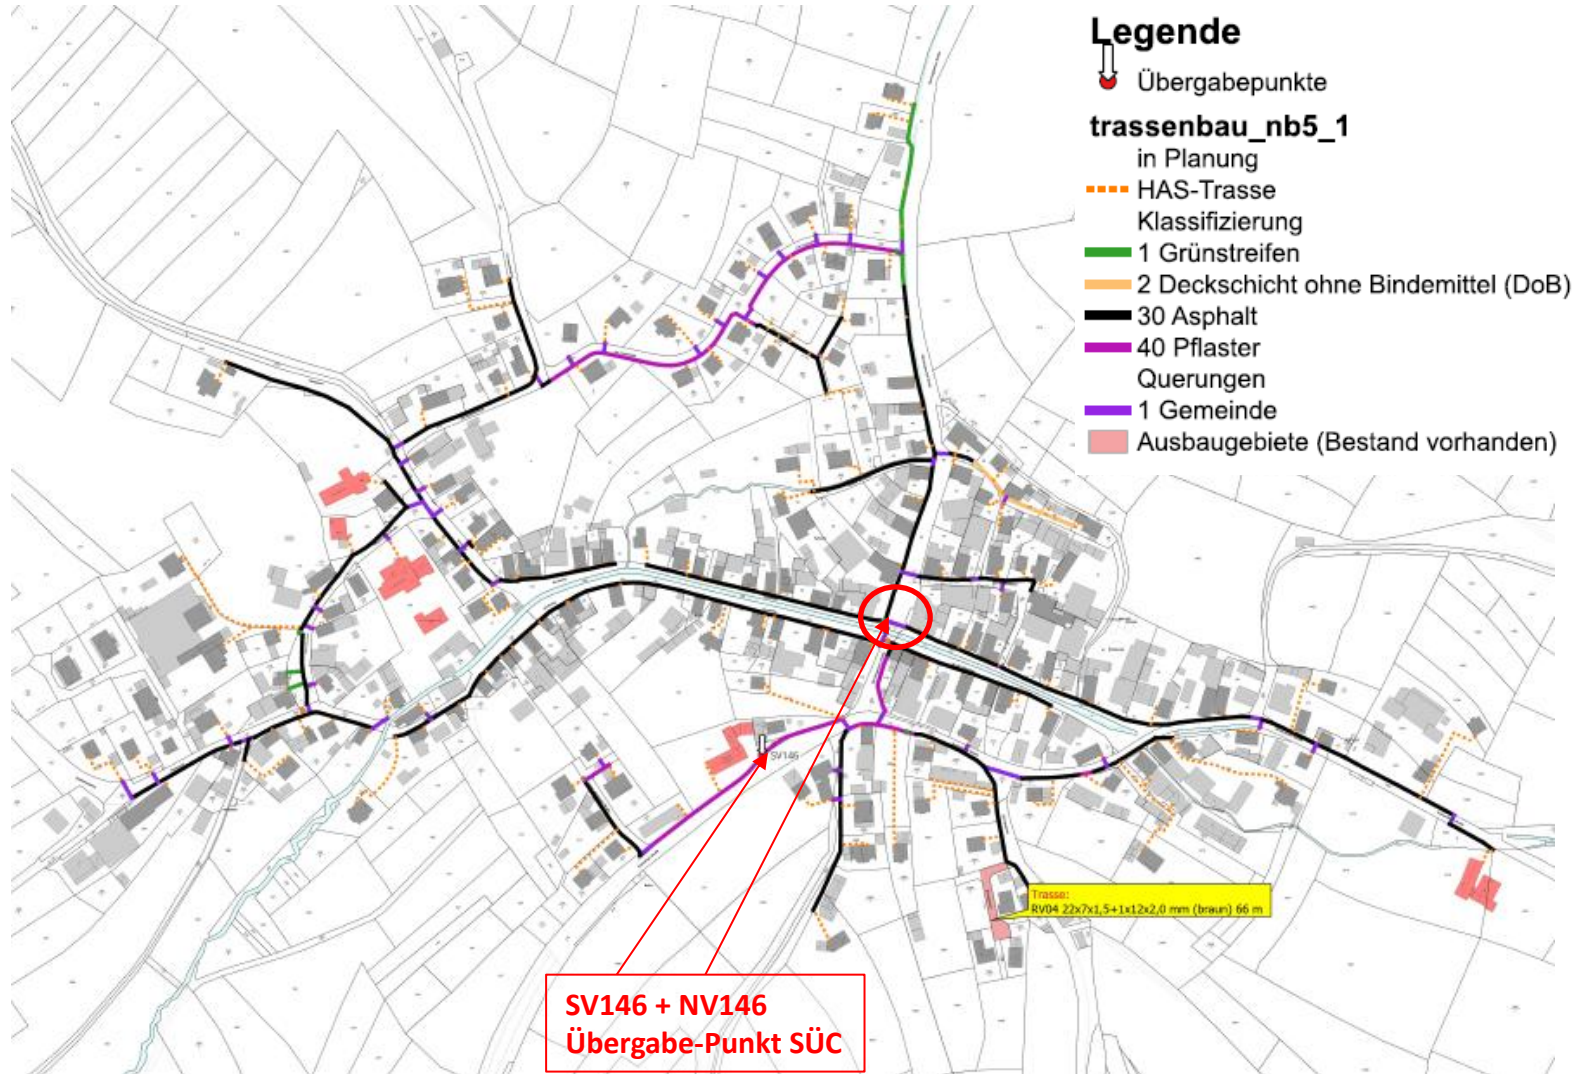 Legende
Übergabepunkte
trassenbau_nb5_1
in Planung
HAS-Trasse
Klassifizierung
1 Grünstreifen
2 Deckschicht ohne Bindemittel (DoB)
30 Asphalt
40 Pflaster
Querungen
1 Gemeinde
Ausbaugebiete (Bestand vorhanden)
SV146
Trasse:
RV04 22x7x1,5+1x12x2,0 mm (braun) 66 m
SV146 + NV146
Übergabe-Punkt SÜC